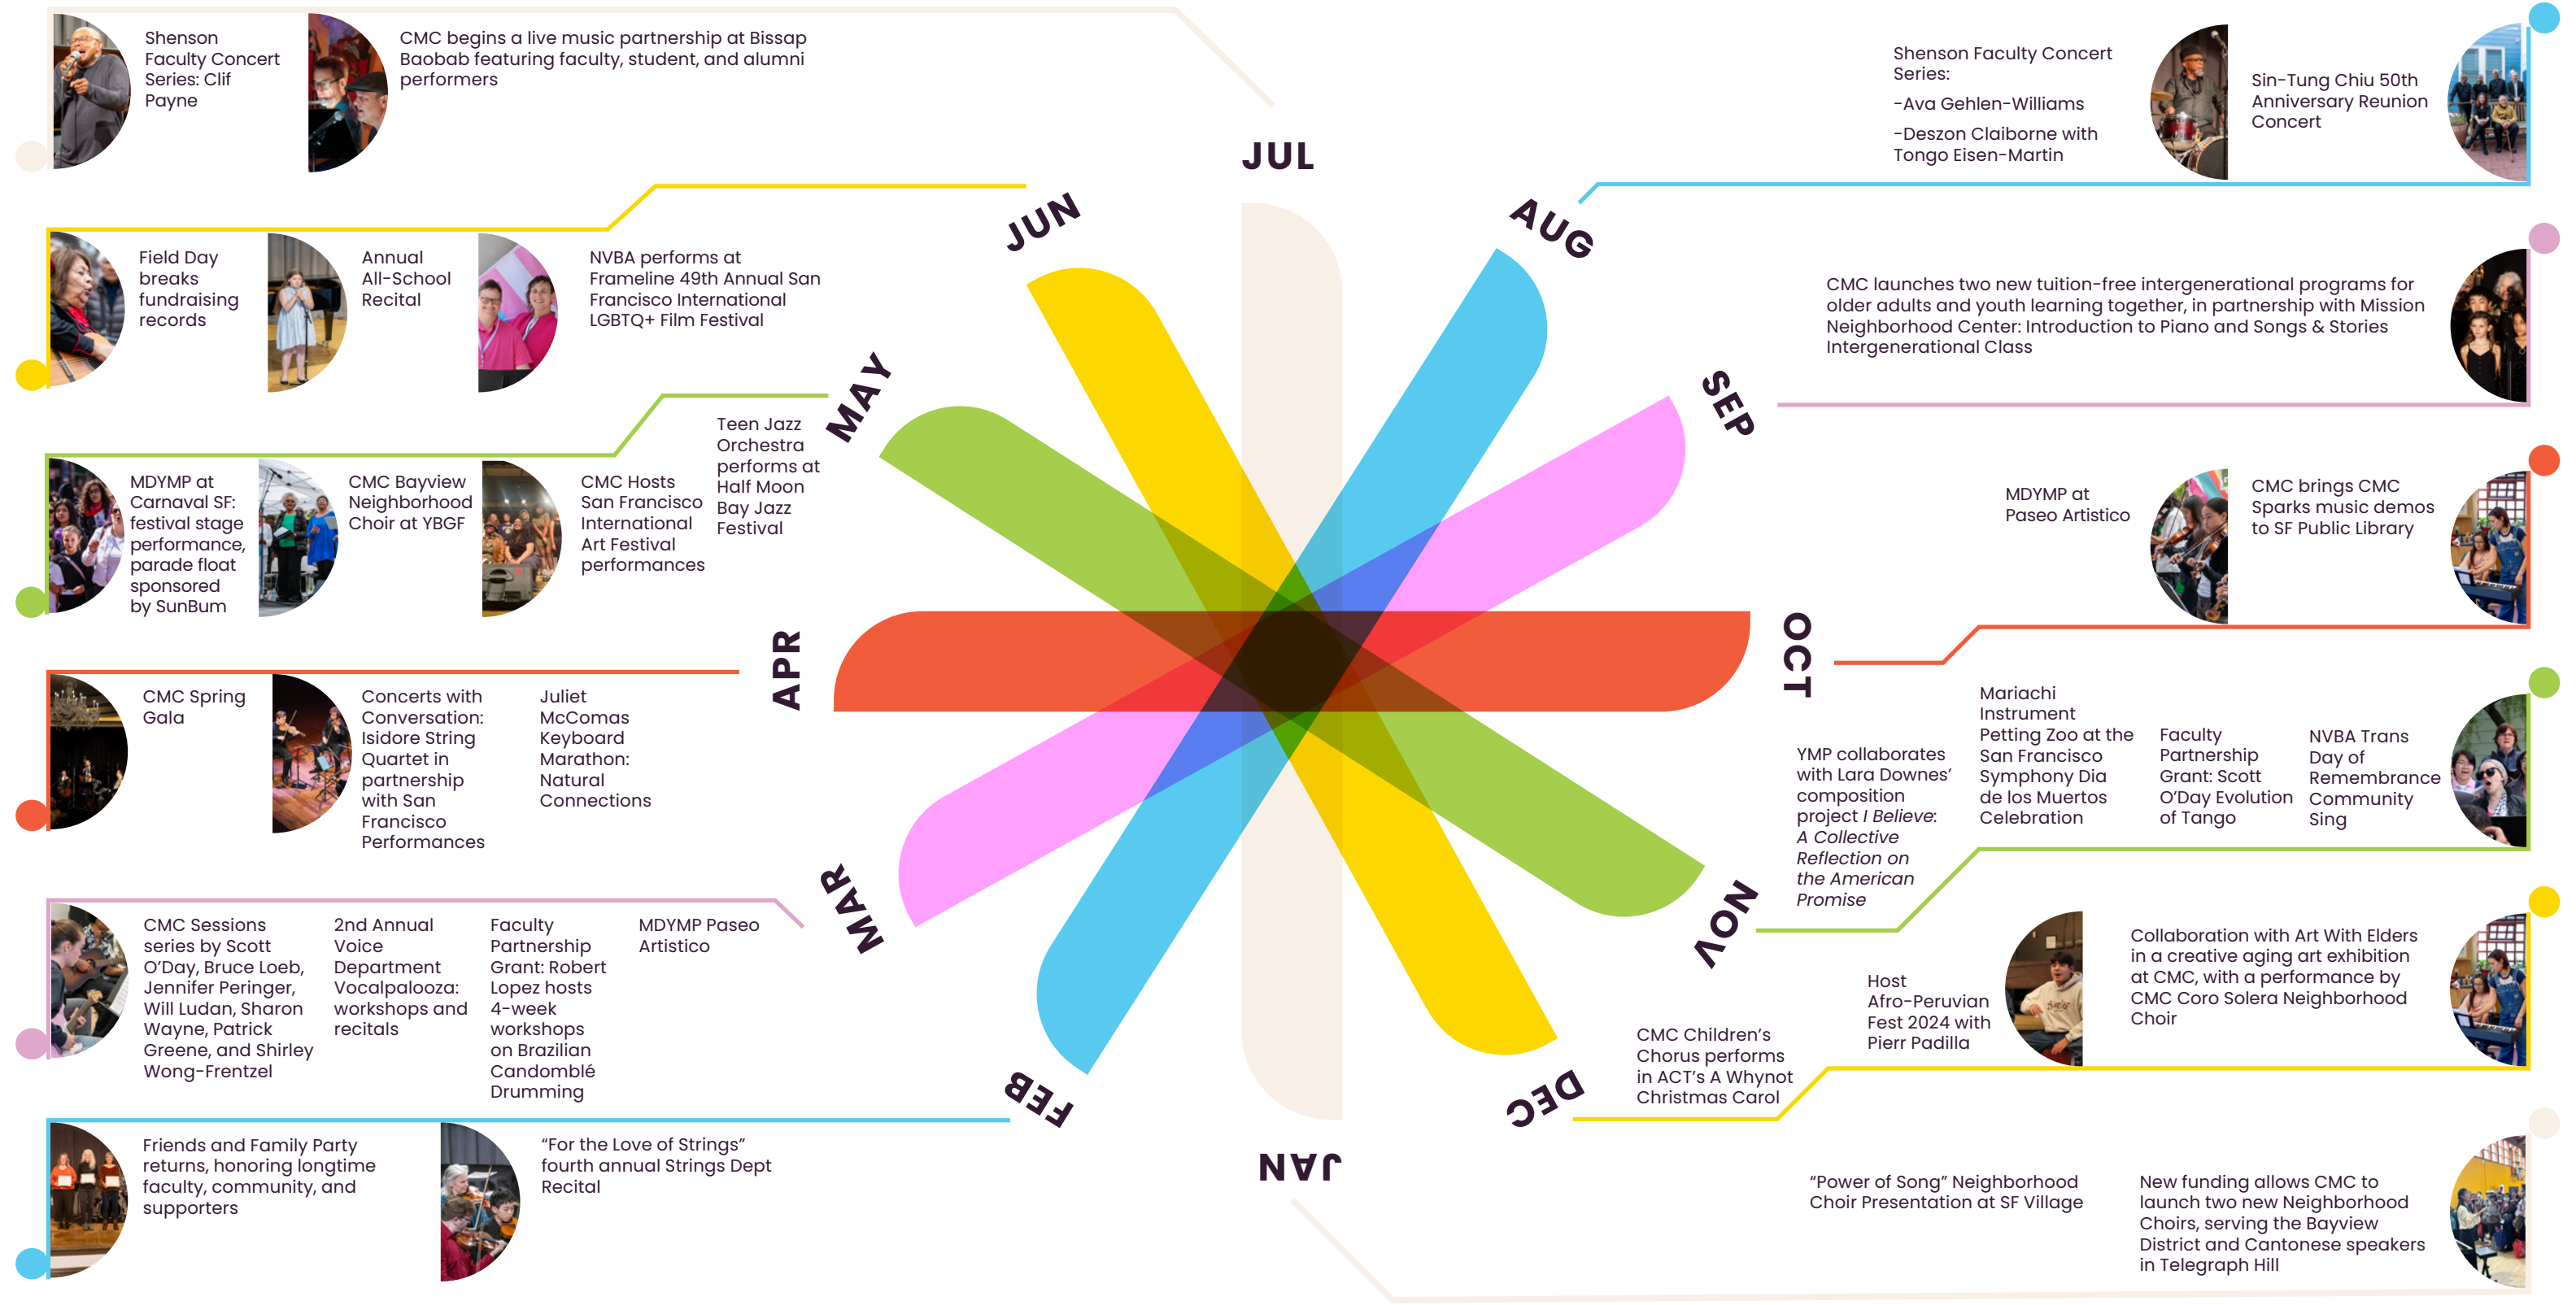 Shenson
Faculty Concert
Series: Clif
Payne
CMC begins a live music partnership at Bissap
Baobab featuring faculty, student, and alumni
performers
JUL
Shenson Faculty Concert
Series:
-Ava Gehlen-Williams
-Deszon Claiborne with
Tongo Eisen-Martin
Sin-Tung Chiu 50th
Anniversary Reunion
Concert
JUN
AUG
Field Day
breaks
fundraising
records
Annual
All-School
Recital
NVBA performs at
Frameline 49th Annual San
Francisco International
LGBTQ+ Film Festival
CMC launches two new tuition-free intergenerational programs for
older adults and youth learning together, in partnership with Mission
Neighborhood Center: Introduction to Piano and Songs & Stories
Intergenerational Class
MAY
SEP
MDYMP at
Carnaval SF:
festival stage
performance,
parade float
sponsored
by SunBum
CMC Bayview
Neighborhood
Choir at YBGF
CMC Hosts
San Francisco
International
Art Festival
performances
Teen Jazz
Orchestra
performs at
Half Moon
Bay Jazz
Festival
MDYMP at
Paseo Artistico
CMC brings CMC
Sparks music demos
to SF Public Library
APR
OCT
CMC Spring
Gala
Concerts with
Conversation:
Isidore String
Quartet in
partnership
with San
Francisco
Performances
Juliet
McComas
Keyboard
Marathon:
Natural
Connections
YMP collaborates
with Lara Downes’
composition
project I Believe:
A Collective
Reflection on
the American
Promise
Mariachi
Instrument
Petting Zoo at the
San Francisco
Symphony Dia
de los Muertos
Celebration
Faculty
Partnership
Grant: Scott
O’Day Evolution
of Tango
NVBA Trans
Day of
Remembrance
Community
Sing
MAR
NOV
CMC Sessions
series by Scott
O’Day, Bruce Loeb,
Jennifer Peringer,
Will Ludan, Sharon
Wayne, Patrick
Greene, and Shirley
Wong-Frentzel
2nd Annual
Voice
Department
Vocalpalooza:
workshops and
recitals
Faculty
Partnership
Grant: Robert
Lopez hosts
4-week
workshops
on Brazilian
Candomblé
Drumming
MDYMP Paseo
Artistico
CMC Children’s
Chorus performs
in ACT’s A Whynot
Christmas Carol
Host
Afro-Peruvian
Fest 2024 with
Pierr Padilla
Collaboration with Art With Elders
in a creative aging art exhibition
at CMC, with a performance by
CMC Coro Solera Neighborhood
Choir
FEB
DEC
Friends and Family Party
returns, honoring longtime
faculty, community, and
supporters
“For the Love of Strings”
fourth annual Strings Dept
Recital
JAN
“Power of Song” Neighborhood
Choir Presentation at SF Village
New funding allows CMC to
launch two new Neighborhood
Choirs, serving the Bayview
District and Cantonese speakers
in Telegraph Hill